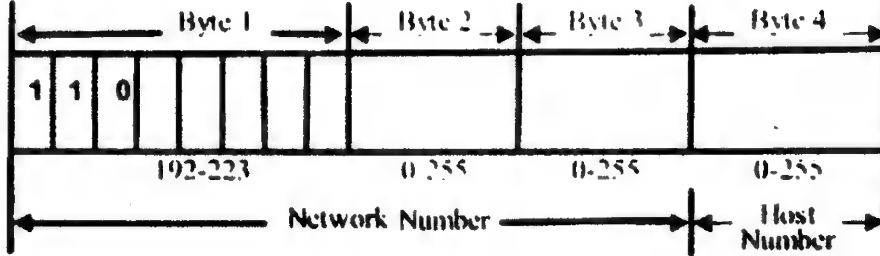 Byte 1 Byte 2 Byte 3 Byte 4
1 1 0
192-223 0-255 0-255 0-255
Network Number Host
Number